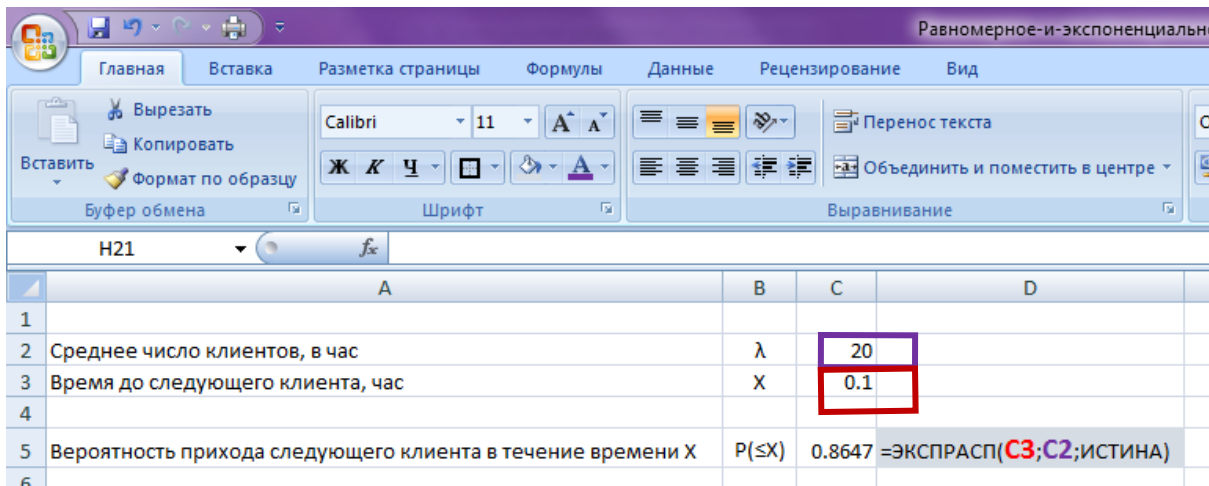 Равномерное-и-экспоненциальн
Главная Вставка Разметка страницы Формулы Данные Рецензирование Вид
Вставить
Вырезать
Копировать
Формат по образцу
Буфер обмена
Calibri 11 A A
Ж К Ч A
Шрифт
Перенос текста
Объединить и поместить в центре
Выравнивание
H21 fx
A B C D
1
2 Среднее число клиентов, в час λ 20
3 Время до следующего клиента, час X 0.1
4
5 Вероятность прихода следующего клиента в течение времени X P(≤X) 0.8647 =ЭКСПРАСП(C3;C2;ИСТИНА)
6